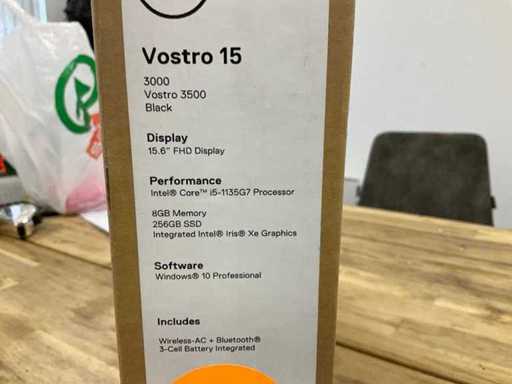 Vostro 15
3000
Vostro 3500
Black
Display
15.6" FHD Display
Performance
Intel® Core™ i5-1135G7 Processor
8GB Memory
256GB SSD
Integrated Intel® Iris® Xe Graphics
Software
Windows® 10 Professional
Includes
Wireless-AC + Bluetooth®
3-Cell Battery Integrated